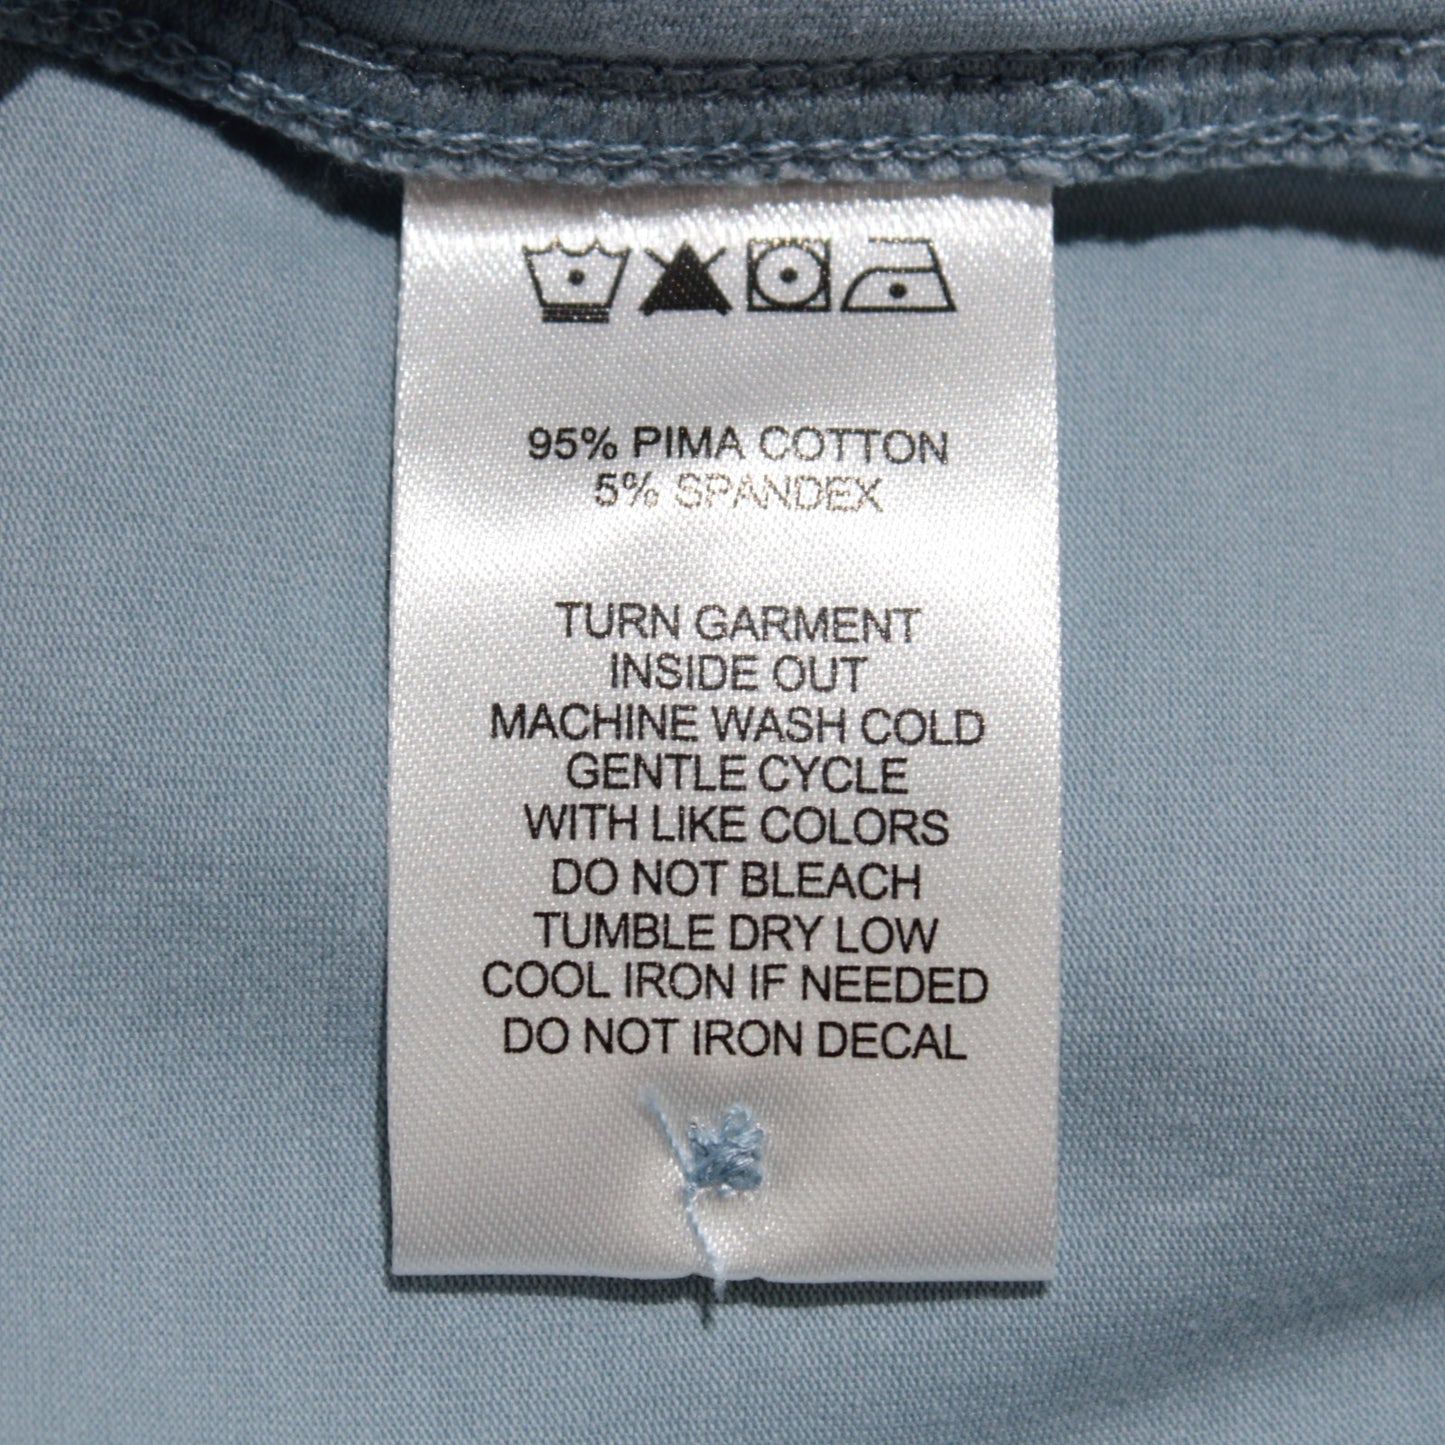 95% PIMA COTTON
5% SPANDEX
TURN GARMENT
INSIDE OUT
MACHINE WASH COLD
GENTLE CYCLE
WITH LIKE COLORS
DO NOT BLEACH
TUMBLE DRY LOW
COOL IRON IF NEEDED
DO NOT IRON DECAL